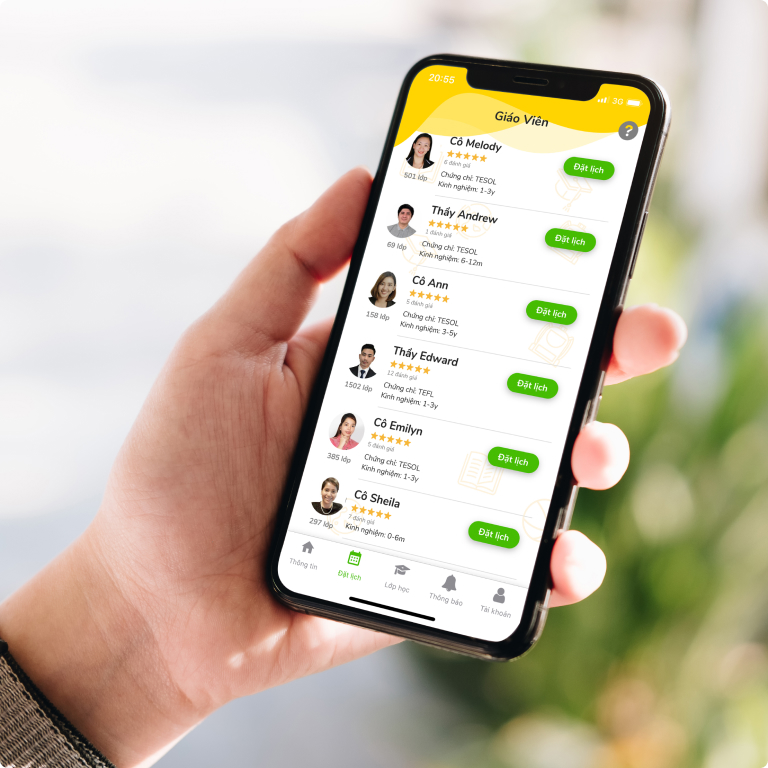 20:55
3G
Giáo Viên
?
Cô Melody
6 đánh giá
Chứng chỉ: TESOL
Kinh nghiệm: 1-3y
501 lớp
Đặt lịch
Thầy Andrew
1 đánh giá
Chứng chỉ: TESOL
Kinh nghiệm: 6-12m
69 lớp
Đặt lịch
Cô Ann
5 đánh giá
Chứng chỉ: TESOL
Kinh nghiệm: 3-5y
158 lớp
Đặt lịch
Thầy Edward
12 đánh giá
Chứng chỉ: TEFL
Kinh nghiệm: 1-3y
1502 lớp
Đặt lịch
Cô Emilyn
5 đánh giá
Chứng chỉ: TESOL
Kinh nghiệm: 1-3y
385 lớp
Đặt lịch
Cô Sheila
7 đánh giá
Kinh nghiệm: 0-6m
297 lớp
Đặt lịch
Thông tin
Đặt lịch
Lớp học
Thông báo
Tài khoản